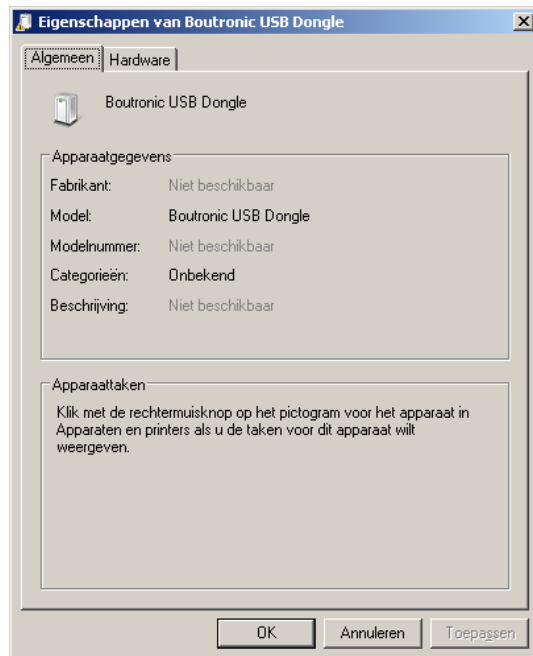 Eigenschappen van Boutronic USB Dongle
Algemeen Hardware
Boutronic USB Dongle
Apparaatgegevens
Fabrikant: Niet beschikbaar
Model: Boutronic USB Dongle
Modelnummer: Niet beschikbaar
Categorieën: Onbekend
Beschrijving: Niet beschikbaar
Apparaattaken
Klik met de rechtermuisknop op het pictogram voor het apparaat in
Apparaten en printers als u de taken voor dit apparaat wilt
weergeven.
OK Annuleren Toepassen